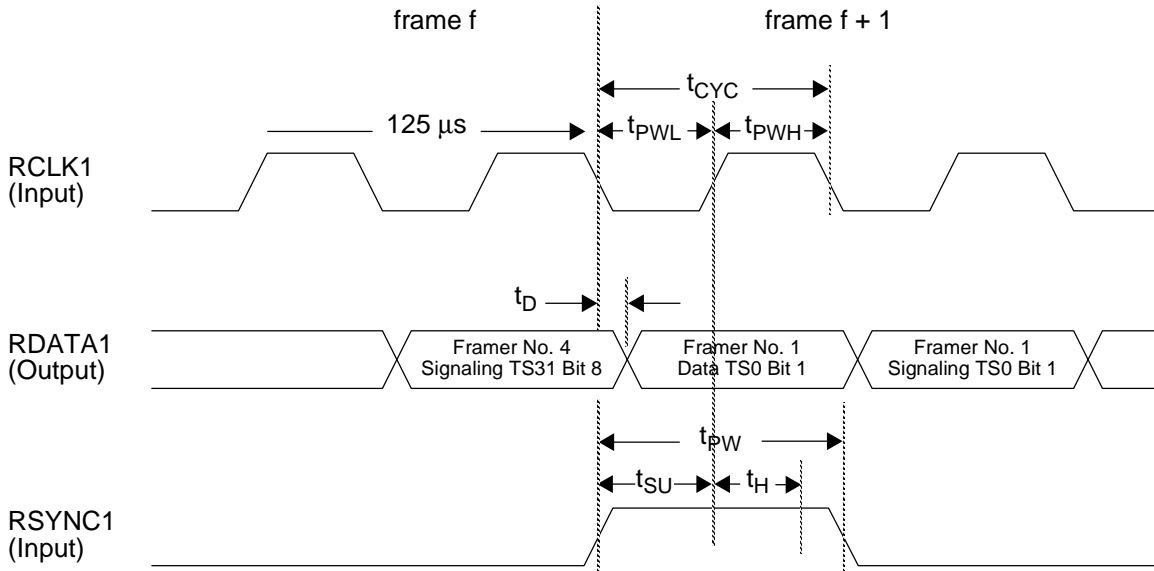 frame f
frame f + 1
tCYC
125 µs
tPWL
tPWH
RCLK1
(Input)
tD
RDATA1
(Output)
Framer No. 4
Signaling TS31 Bit 8
Framer No. 1
Data TS0 Bit 1
Framer No. 1
Signaling TS0 Bit 1
tPW
tSU
tH
RSYNC1
(Input)